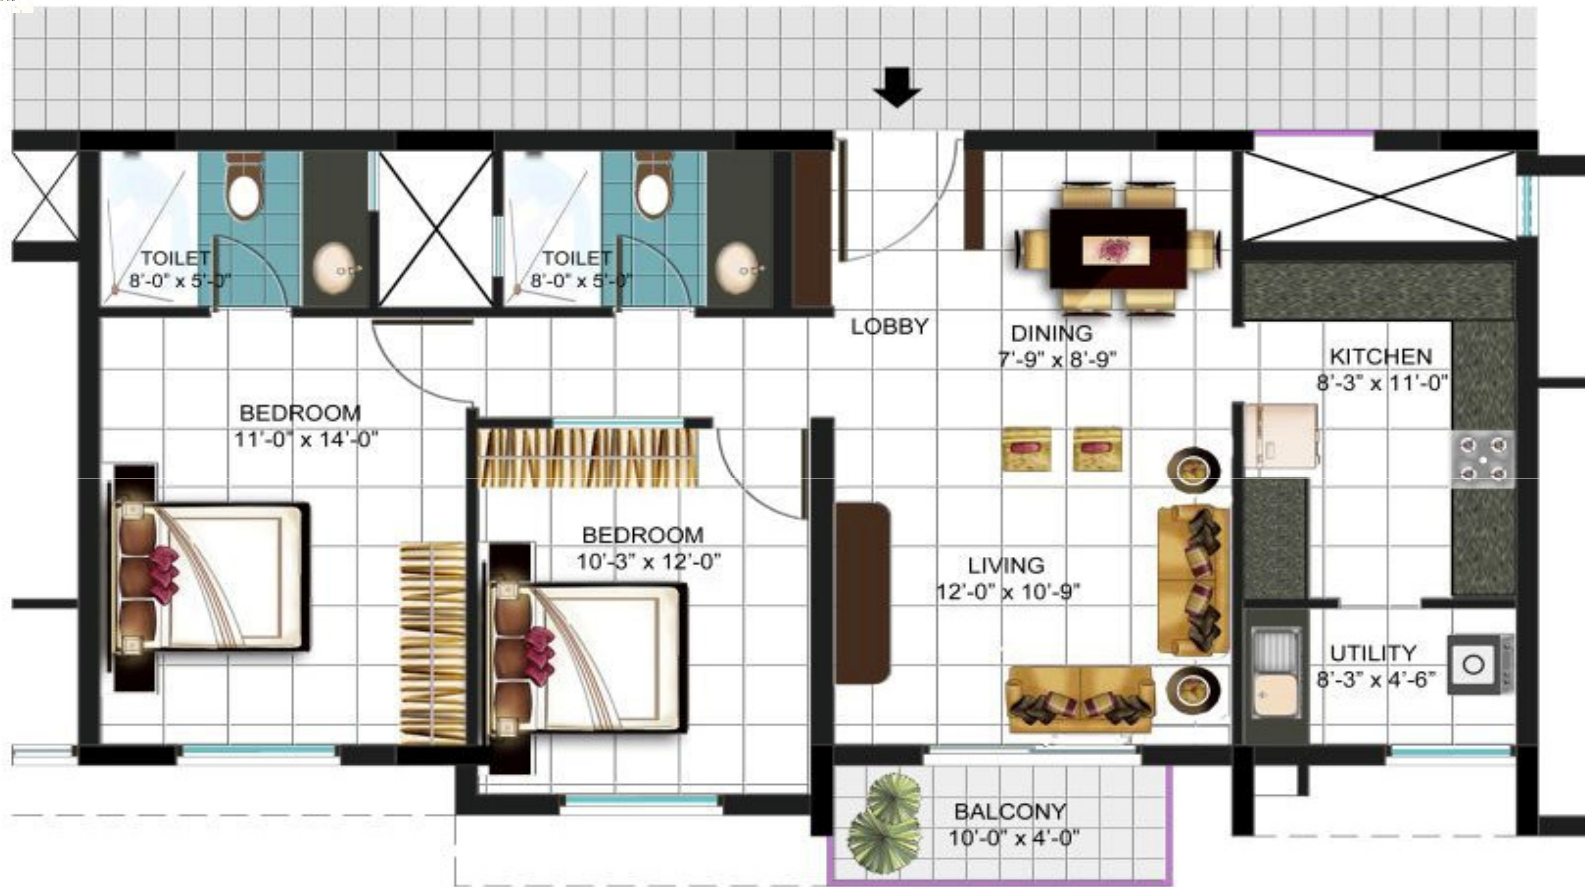 TOILET
8'-0" x 5'-0"
TOILET
8'-0" x 5'-0"
LOBBY
DINING
7'-9" x 8'-9"
KITCHEN
8'-3" x 11'-0"
BEDROOM
11'-0" x 14'-0"
BEDROOM
10'-3" x 12'-0"
LIVING
12'-0" x 10'-9"
UTILITY
8'-3" x 4'-6"
BALCONY
10'-0" x 4'-0"